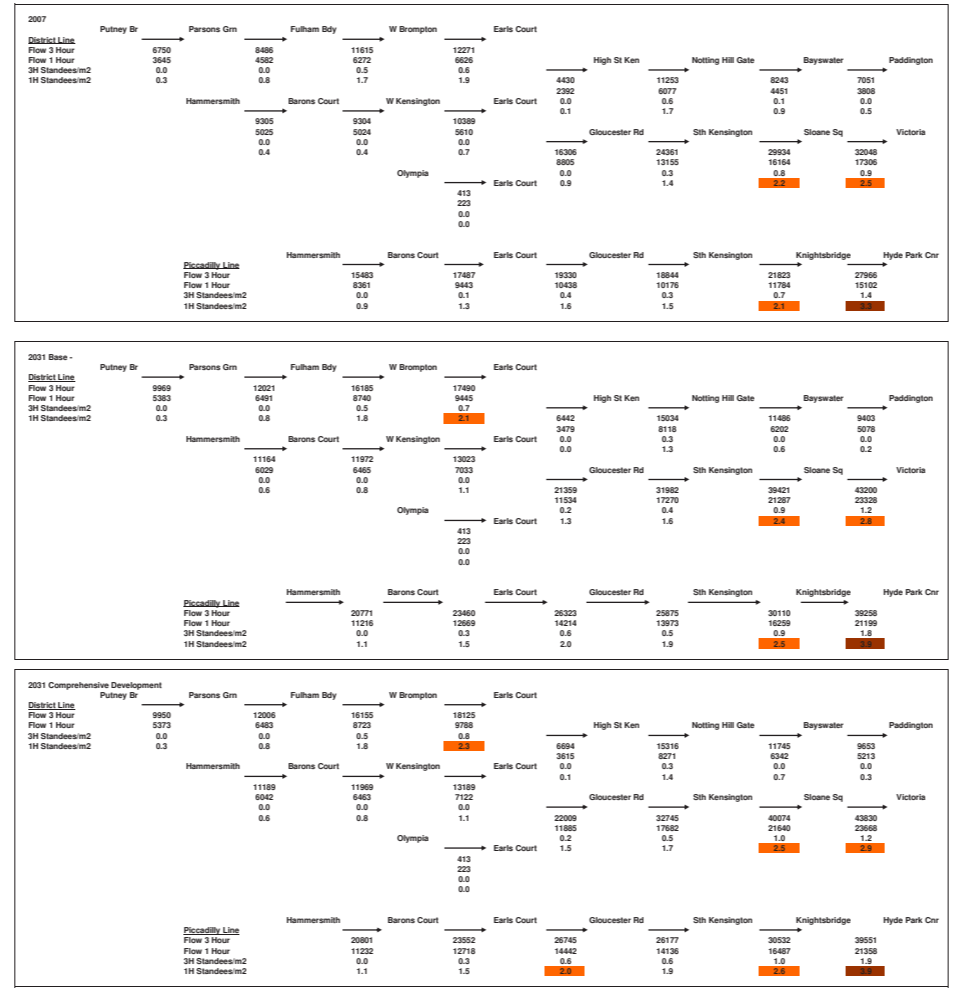 2007
Putney Br Parsons Grn Fulham Bdy W Brompton Earls Court
District Line
Flow 3 Hour 6750 8486 11615 12271
Flow 1 Hour 3645 4582 6272 6626
3H Standees/m2 0.0 0.0 0.5 0.6
1H Standees/m2 0.3 0.8 1.7 1.9
High St Ken Notting Hill Gate Bayswater Paddington
4430 11253 8243 7051
2392 6077 4451 3808
0.0 0.6 0.1 0.0
0.1 1.7 0.9 0.5
Hammersmith Barons Court W Kensington Earls Court
9305 9304 10389
5025 5024 5610
0.0 0.0 0.0
0.4 0.4 0.7
Gloucester Rd Sth Kensington Sloane Sq Victoria
16306 24361 29934 32048
8805 13155 16164 17306
0.0 0.3 0.8 0.9
0.9 1.4 2.2 2.5
Olympia Earls Court
413
223
0.0
0.0
Hammersmith Barons Court Earls Court Gloucester Rd Sth Kensington Knightsbridge Hyde Park Cnr
Piccadilly Line
Flow 3 Hour 15483 17487 19330 18844 21823 27966
Flow 1 Hour 8361 9443 10438 10176 11784 15102
3H Standees/m2 0.0 0.1 0.4 0.3 0.7 1.4
1H Standees/m2 0.9 1.3 1.6 1.5 2.1
2031 Base -
Putney Br Parsons Grn Fulham Bdy W Brompton Earls Court
District Line
Flow 3 Hour 9969 12021 16185 17490
Flow 1 Hour 5383 6491 8740 9445
3H Standees/m2 0.0 0.0 0.5 0.7
1H Standees/m2 0.3 0.8 1.8 2.1
High St Ken Notting Hill Gate Bayswater Paddington
6442 15034 11486 9403
3479 8118 6202 5078
0.0 0.3 0.0 0.0
0.0 1.3 0.6 0.2
Hammersmith Barons Court W Kensington Earls Court
11164 11972 13023
6029 6465 7033
0.0 0.0 0.0
0.6 0.8 1.1
Gloucester Rd Sth Kensington Sloane Sq Victoria
21359 31982 39421 43200
11534 17270 21287 23328
0.2 0.4 0.9 1.2
1.3 1.6 2.4 2.8
Olympia Earls Court
413
223
0.0
0.0
Hammersmith Barons Court Earls Court Gloucester Rd Sth Kensington Knightsbridge Hyde Park Cnr
Piccadilly Line
Flow 3 Hour 20771 23460 26323 25875 30110 39258
Flow 1 Hour 11216 12669 14214 13973 16259 21199
3H Standees/m2 0.0 0.3 0.6 0.5 0.9 1.8
1H Standees/m2 1.1 1.5 2.0 1.9 2.5
2031 Comprehensive Development
Putney Br Parsons Grn Fulham Bdy W Brompton Earls Court
District Line
Flow 3 Hour 9950 12006 16155 18125
Flow 1 Hour 5373 6483 8723 9788
3H Standees/m2 0.0 0.0 0.5 0.8
1H Standees/m2 0.3 0.8 1.8 2.3
High St Ken Notting Hill Gate Bayswater Paddington
6694 15316 11745 9653
3615 8271 6342 5213
0.0 0.3 0.0 0.0
0.1 1.4 0.7 0.3
Hammersmith Barons Court W Kensington Earls Court
11189 11969 13189
6042 6463 7122
0.0 0.0 0.0
0.6 0.8 1.1
Gloucester Rd Sth Kensington Sloane Sq Victoria
22009 32745 40074 43830
11885 17682 21640 23668
0.2 0.5 1.0 1.2
1.5 1.7 2.5 2.9
Olympia Earls Court
413
223
0.0
0.0
Hammersmith Barons Court Earls Court Gloucester Rd Sth Kensington Knightsbridge Hyde Park Cnr
Piccadilly Line
Flow 3 Hour 20801 23552 26745 26177 30532 39551
Flow 1 Hour 11232 12718 14442 14136 16487 21358
3H Standees/m2 0.0 0.3 0.6 0.6 1.0 1.9
1H Standees/m2 1.1 1.5 2.0 1.9 2.6